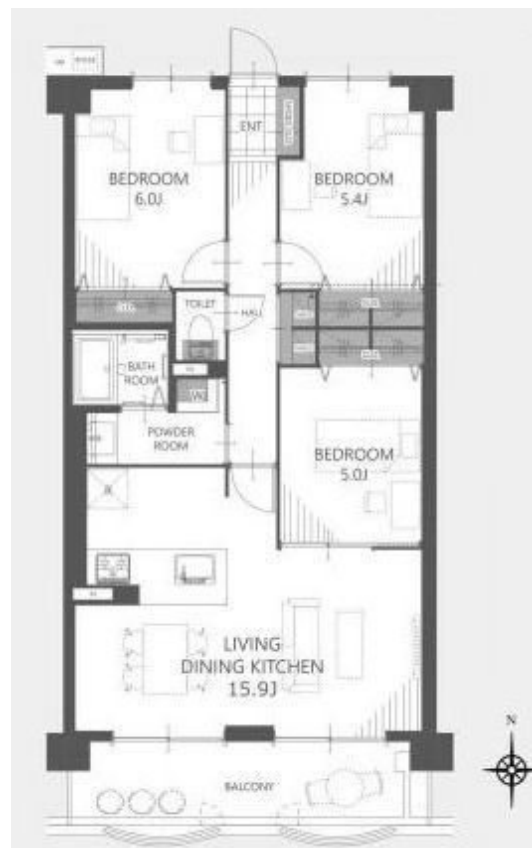 ENT
BEDROOM
6.0J
BEDROOM
5.4J
TOILET
HALL
BATH
ROOM
POWDER
ROOM
BEDROOM
5.0J
LIVING
DINING KITCHEN
15.9J
BALCONY
N